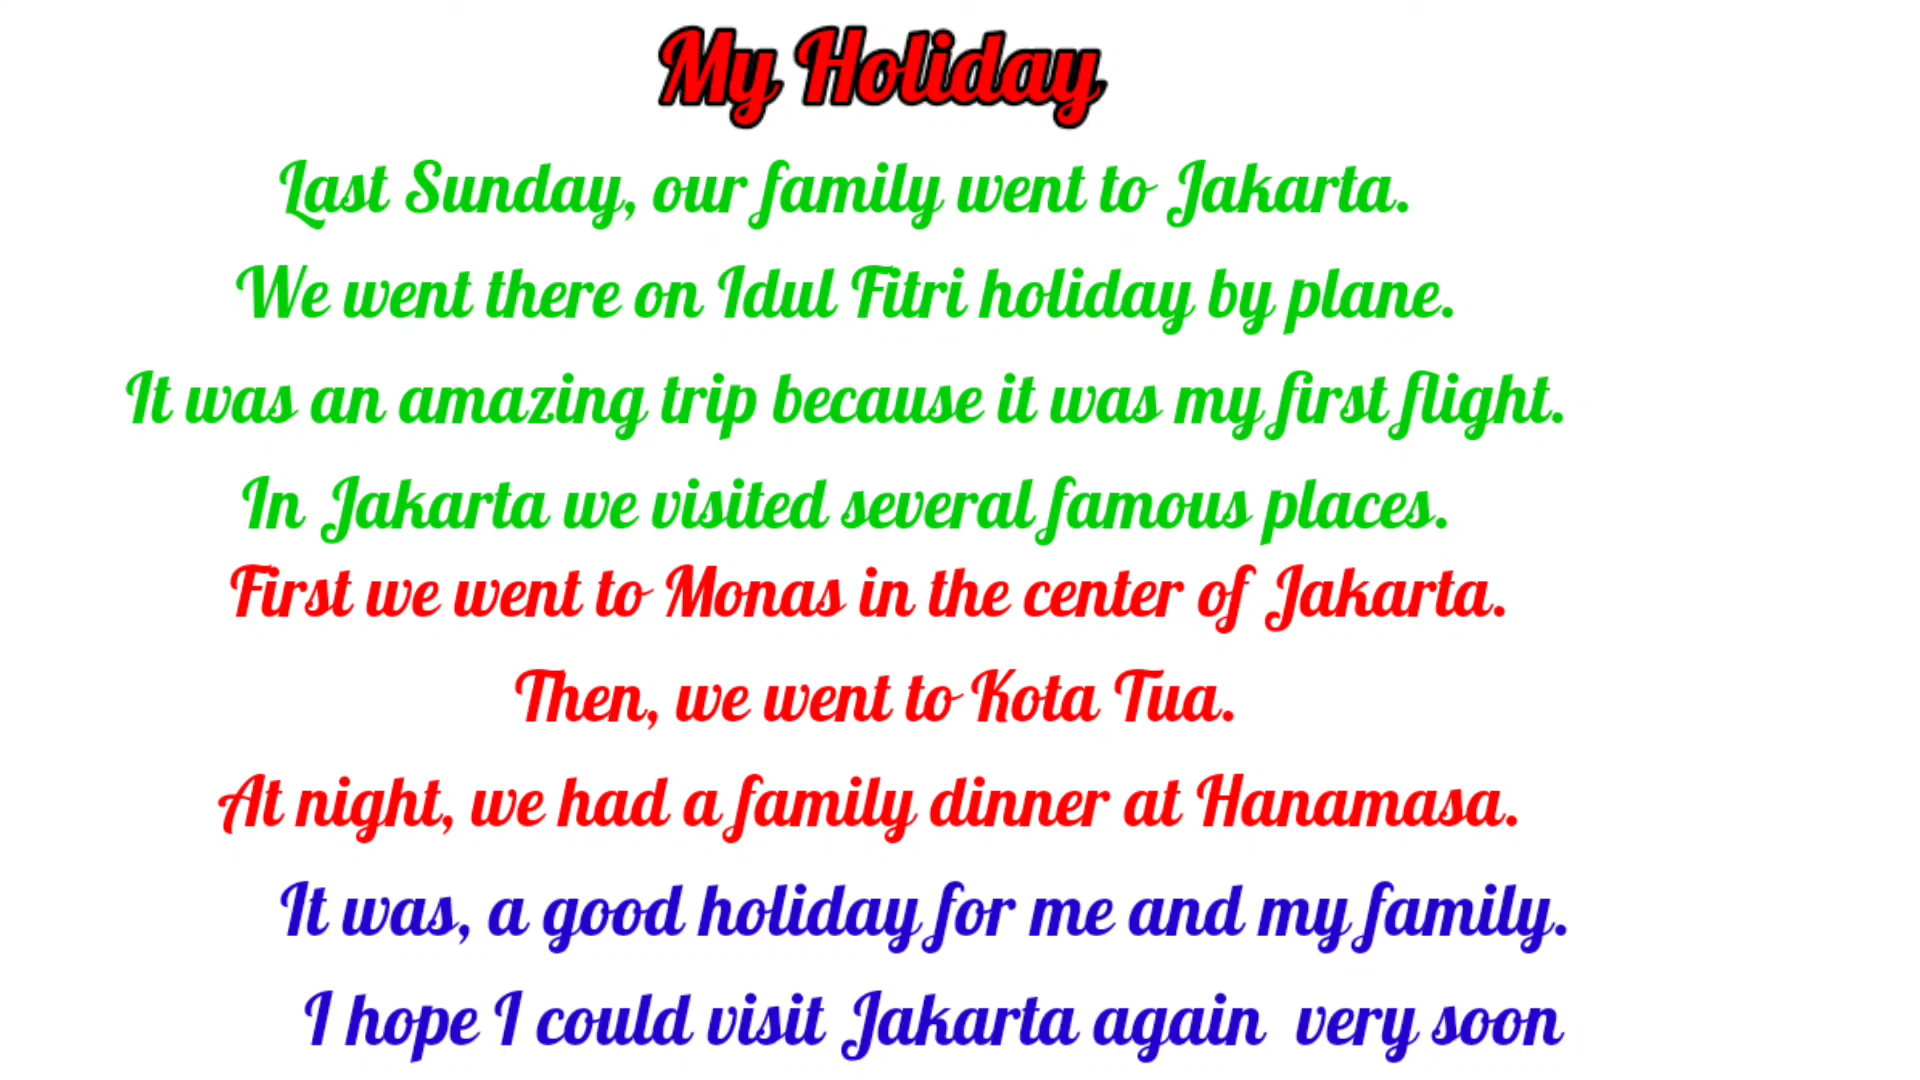 My Holiday
Last Sunday, our family went to Jakarta.
We went there on Idul Fitri holiday by plane.
It was an amazing trip because it was my first flight.
In Jakarta we visited several famous places.
First we went to Monas in the center of Jakarta.
Then, we went to Kota Tua.
At night, we had a family dinner at Hanamasa.
It was, a good holiday for me and my family.
I hope I could visit Jakarta again very soon